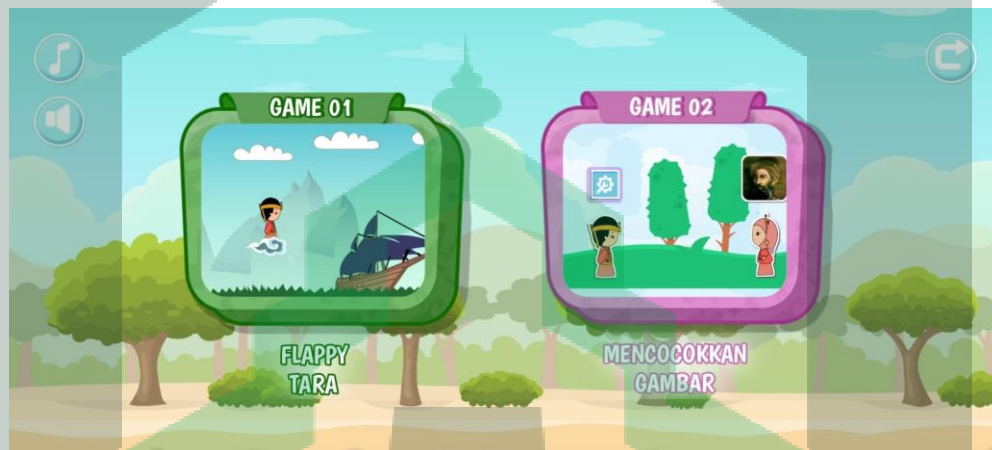 GAME 01
GAME 02
FLAPPY
TARA
MENCOCOKKAN
GAMBAR